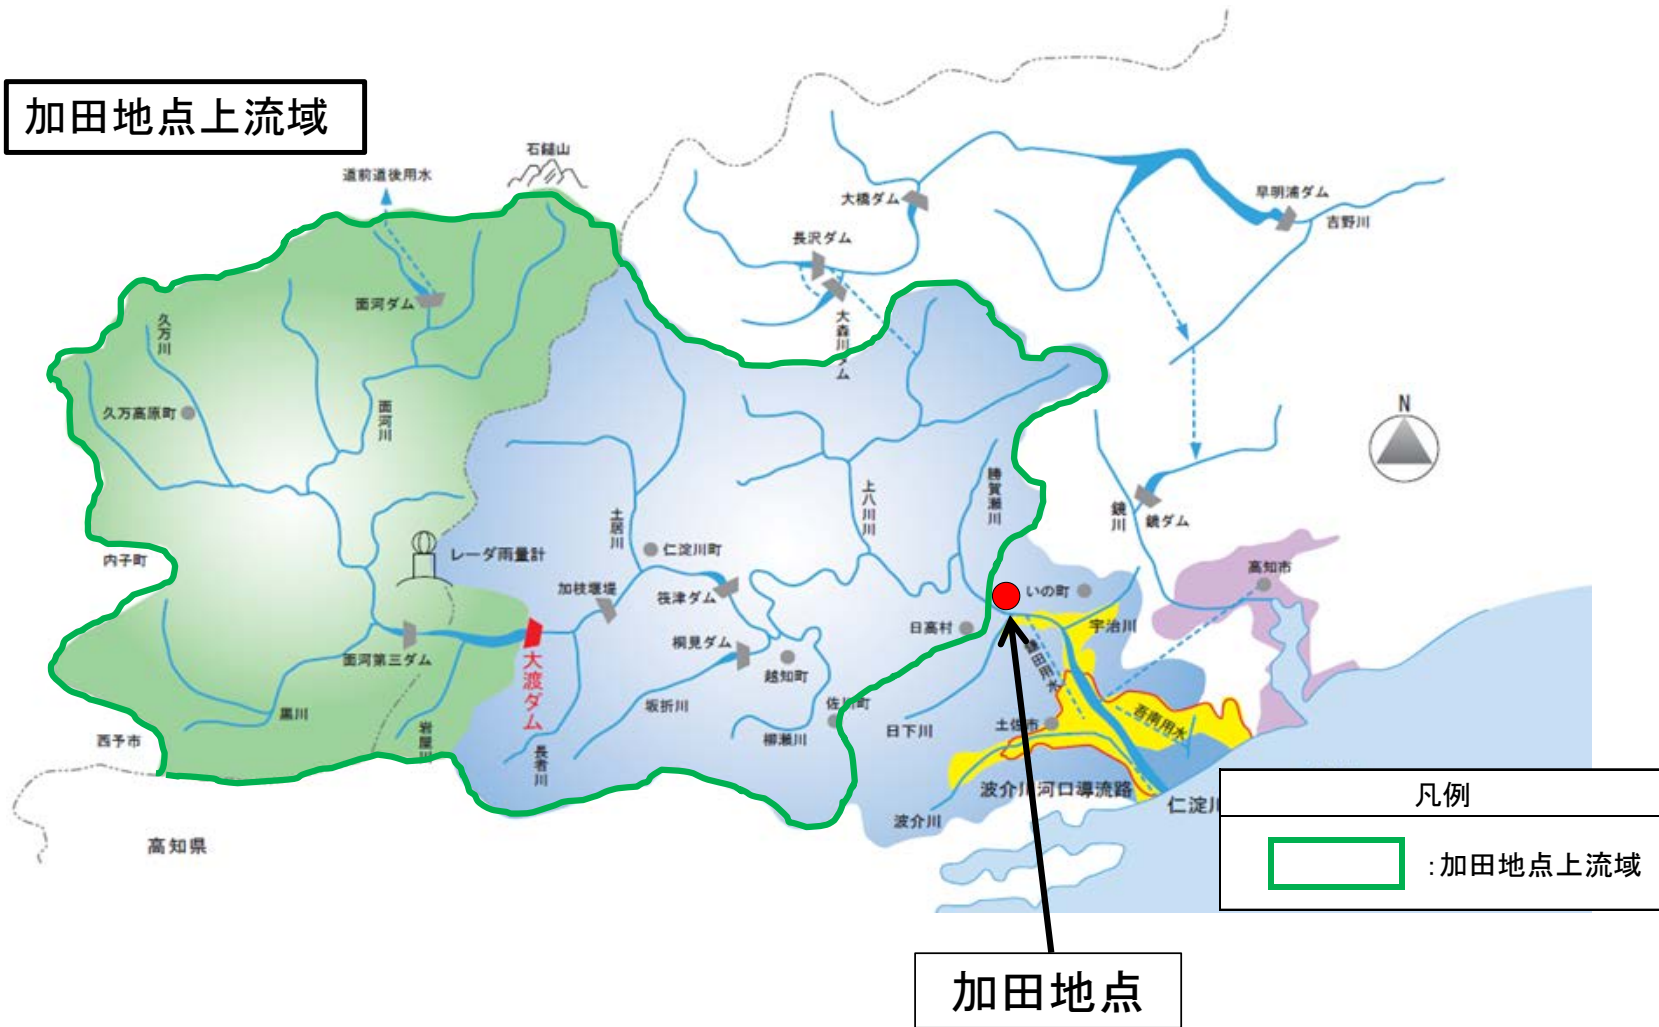 加田地点上流域
石鎚山
道前道後用水
大橋ダム
早明浦ダム
吉野川
長沢ダム
面河ダム
大森川ダム
久万川
久万高原町
面河川
N
勝賀瀬川
上八川川
鏡川
鏡ダム
土居川
仁淀川町
レーダ雨量計
内子町
高知市
加枝堰堤
筏津ダム
いの町
宇治川
日高村
桐見ダム
面河第三ダム
大渡ダム
鎌田用水
越知町
佐川町
坂折川
黒川
柳瀬川
日下川
土佐市
吾南用水
西予市
岩屋川
長者川
波介川河口導流路
仁淀川
波介川
高知県
凡例
:加田地点上流域
加田地点